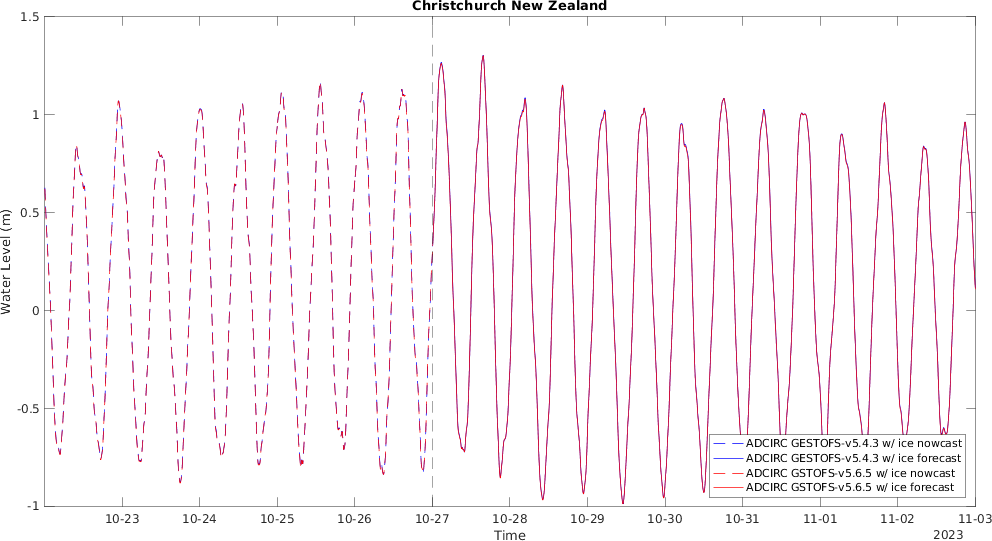 Christchurch New Zealand
1.5
1
0.5
0
-0.5
-1
Water Level (m)
10-23
10-24
10-25
10-26
10-27
10-28
10-29
10-30
10-31
11-01
11-02
11-03
Time
2023
ADCIRC GESTOFS-v5.4.3 w/ ice nowcast
ADCIRC GESTOFS-v5.4.3 w/ ice forecast
ADCIRC GSTOFS-v5.6.5 w/ ice nowcast
ADCIRC GSTOFS-v5.6.5 w/ ice forecast